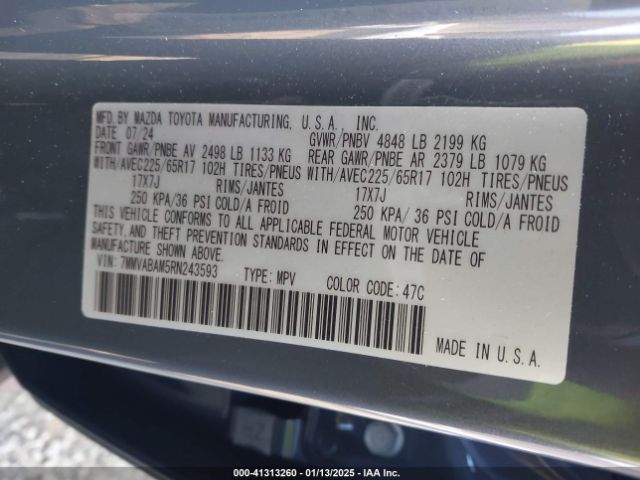 MFD. BY MAZDA TOYOTA MANUFACTURING, U.S.A., INC.
DATE 07/24 GVWR/PNBV 4848 LB 2199 KG
FRONT GAWR/PNBE AV 2498 LB 1133 KG REAR GAWR/PNBE AR 2379 LB 1079 KG
WITH/AVEC225/65R17 102H TIRES/PNEUS WITH/AVEC225/65R17 102H TIRES/PNEUS
17X7J RIMS/JANTES 17X7J RIMS/JANTES
250 KPA/ 36 PSI COLD/A FROID 250 KPA/ 36 PSI COLD/A FROID
THIS VEHICLE CONFORMS TO ALL APPLICABLE FEDERAL MOTOR VEHICLE
SAFETY, AND THEFT PREVENTION STANDARDS IN EFFECT ON THE DATE OF
MANUFACTURE SHOWN ABOVE.
VIN: 7MMVABAM5RN243593 TYPE: MPV COLOR CODE: 47C
MADE IN U.S.A.
000-41313260 - 01/13/2025 - IAA Inc.